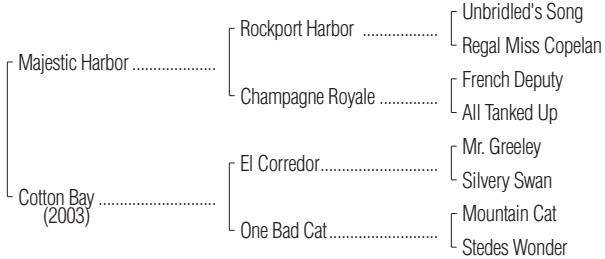 Unbridled's Song
Rockport Harbor ..................
Regal Miss Copelan
Majestic Harbor ....................
French Deputy
Champagne Royale ..............
All Tanked Up
Mr. Greeley
El Corredor.........................
Silvery Swan
Cotton Bay ............................
(2003)
Mountain Cat
One Bad Cat.......................
Stedes Wonder